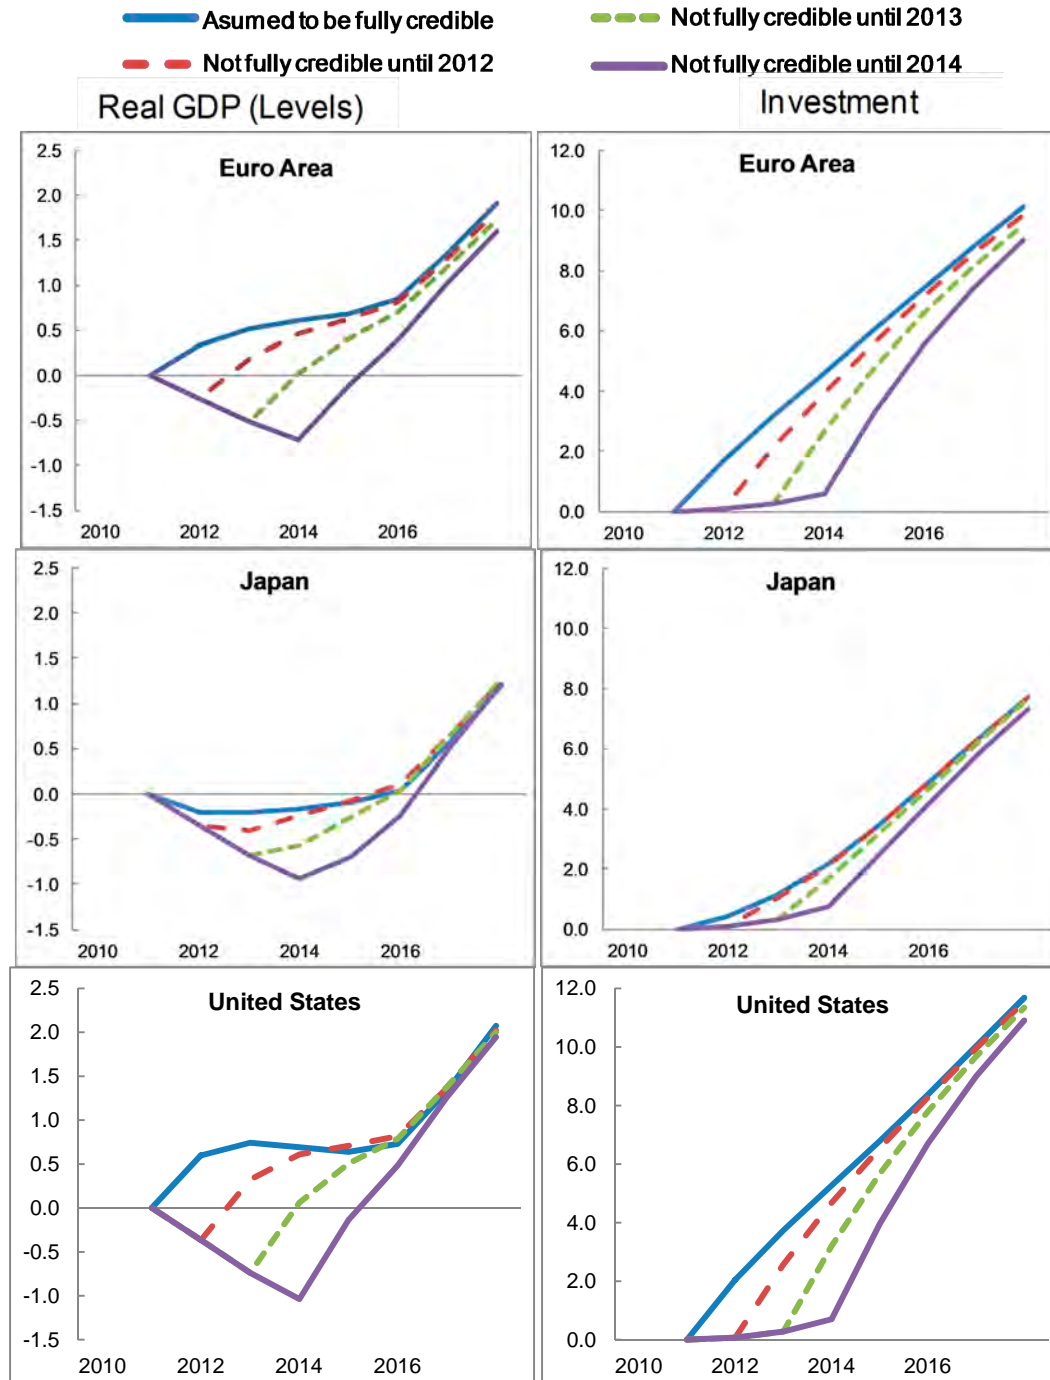 Asumed to be fully credible
Not fully credible until 2013
Not fully credible until 2012
Not fully credible until 2014
Real GDP (Levels)
Investment
Euro Area
2.5
2.0
1.5
1.0
0.5
0.0
-0.5
-1.0
-1.5
2010 2012 2014 2016
Euro Area
12.0
10.0
8.0
6.0
4.0
2.0
0.0
2010 2012 2014 2016
Japan
2.5
2.0
1.5
1.0
0.5
0.0
-0.5
-1.0
-1.5
2010 2012 2014 2016
Japan
12.0
10.0
8.0
6.0
4.0
2.0
0.0
2010 2012 2014 2016
United States
2.5
2.0
1.5
1.0
0.5
0.0
-0.5
-1.0
-1.5
2010 2012 2014 2016
United States
12.0
10.0
8.0
6.0
4.0
2.0
0.0
2010 2012 2014 2016